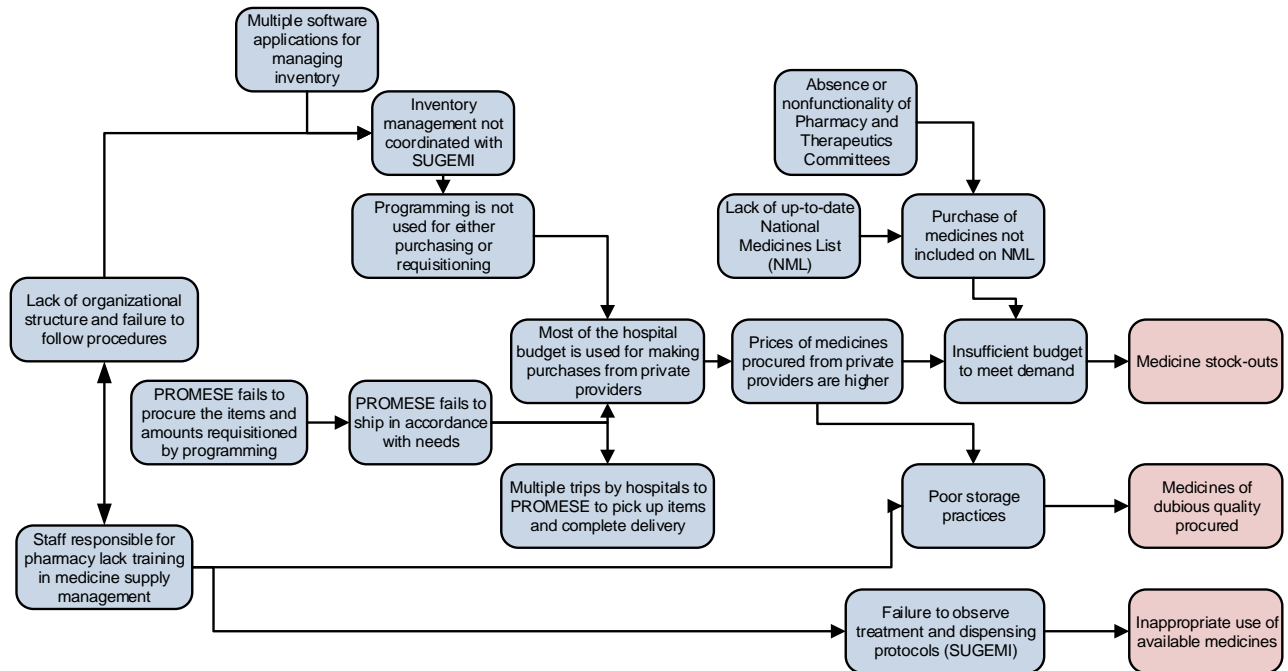 Multiple software
applications for
managing
inventory
Inventory
management not
coordinated with
SUGEMI
Absence or
nonfunctionality of
Pharmacy and
Therapeutics
Committees
Programming is not
used for either
purchasing or
requisitioning
Lack of up-to-date
National
Medicines List
(NML)
Purchase of
medicines not
included on NML
Lack of organizational
structure and failure to
follow procedures
Most of the hospital
budget is used for making
purchases from private
providers
Prices of medicines
procured from private
providers are higher
Insufficient budget
to meet demand
Medicine stock-outs
PROMESE fails to
procure the items and
amounts requisitioned
by programming
PROMESE fails to
ship in accordance
with needs
Multiple trips by hospitals to
PROMESE to pick up items
and complete delivery
Poor storage
practices
Medicines of
dubious quality
procured
Staff responsible for
pharmacy lack training
in medicine supply
management
Failure to observe
treatment and dispensing
protocols (SUGEMI)
Inappropriate use of
available medicines